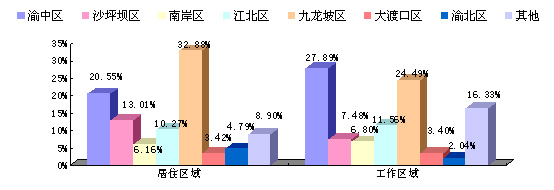 渝中区 沙坪坝区 南岸区 江北区 九龙坡区 大渡口区 渝北区 其他
35%
30%
25%
20%
15%
10%
5%
0%
20.55% 13.01% 6.16% 10.27% 32.88% 3.42% 4.79% 8.90%
27.89% 7.48% 6.80% 11.56% 24.49% 3.40% 2.04% 16.33%
居住区域 工作区域